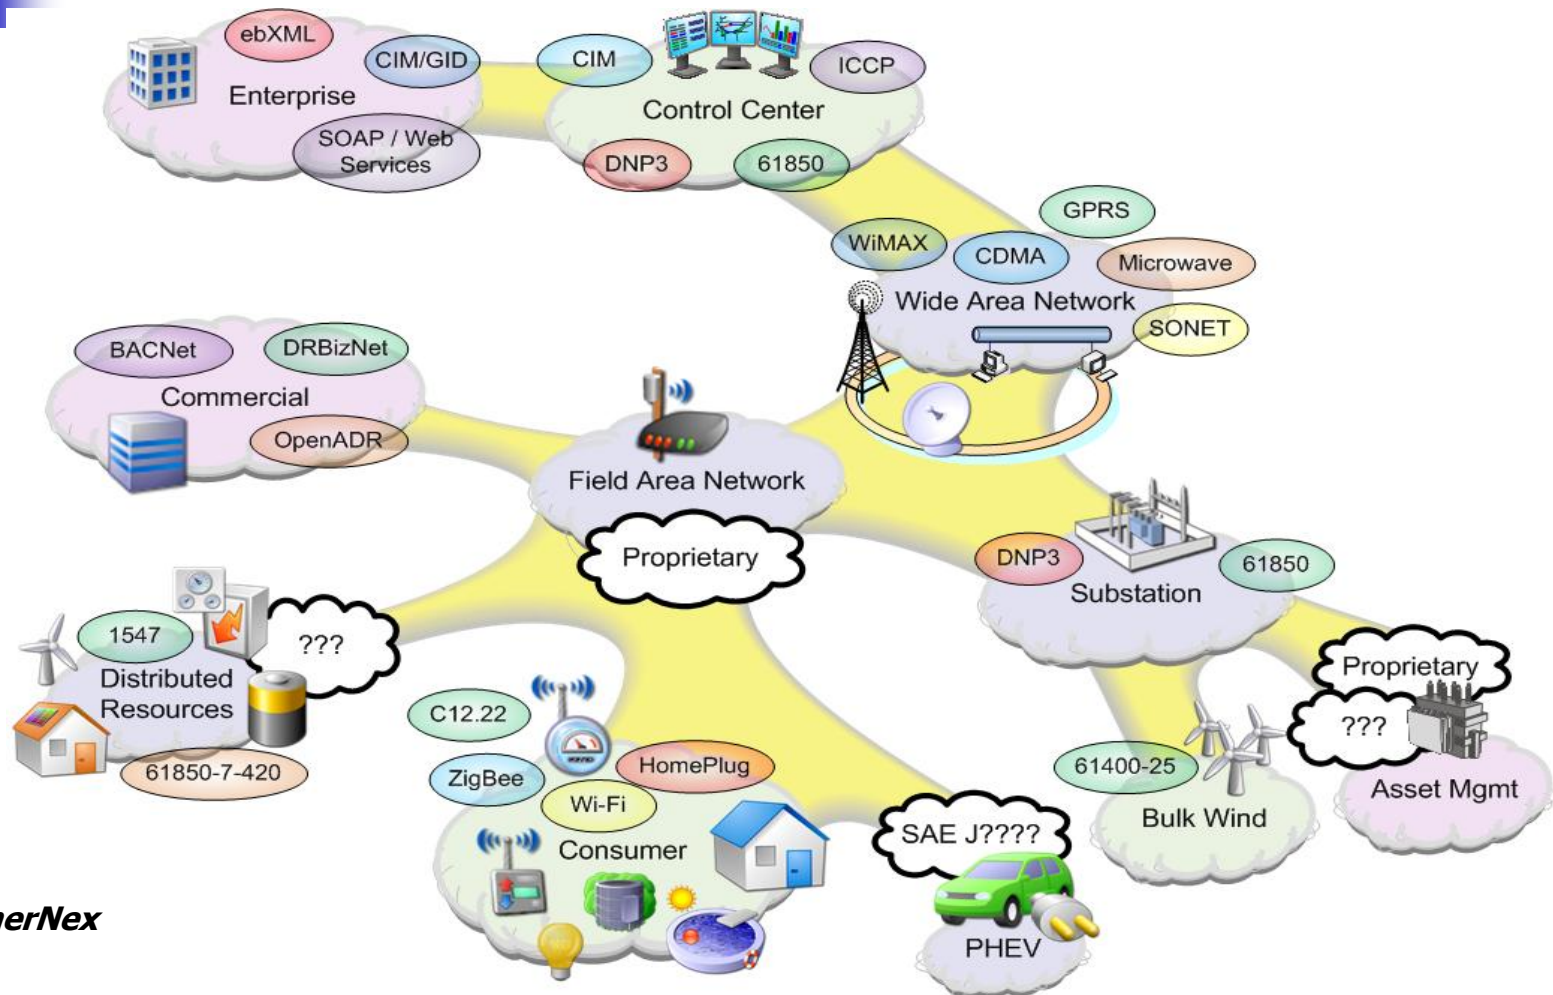 ebXML
CIM/GID
Enterprise
SOAP / Web
Services
CIM
ICCP
Control Center
DNP3
61850
GPRS
WiMAX
CDMA
Microwave
Wide Area Network
SONET
BACNet
DRBizNet
Commercial
OpenADR
Field Area Network
Proprietary
DNP3
61850
Substation
1547
???
Distributed
Resources
61850-7-420
C12.22
ZigBee
HomePlug
Wi-Fi
Consumer
SAE J????
PHEV
61400-25
Bulk Wind
Proprietary
???
Asset Mgmt
nerNex